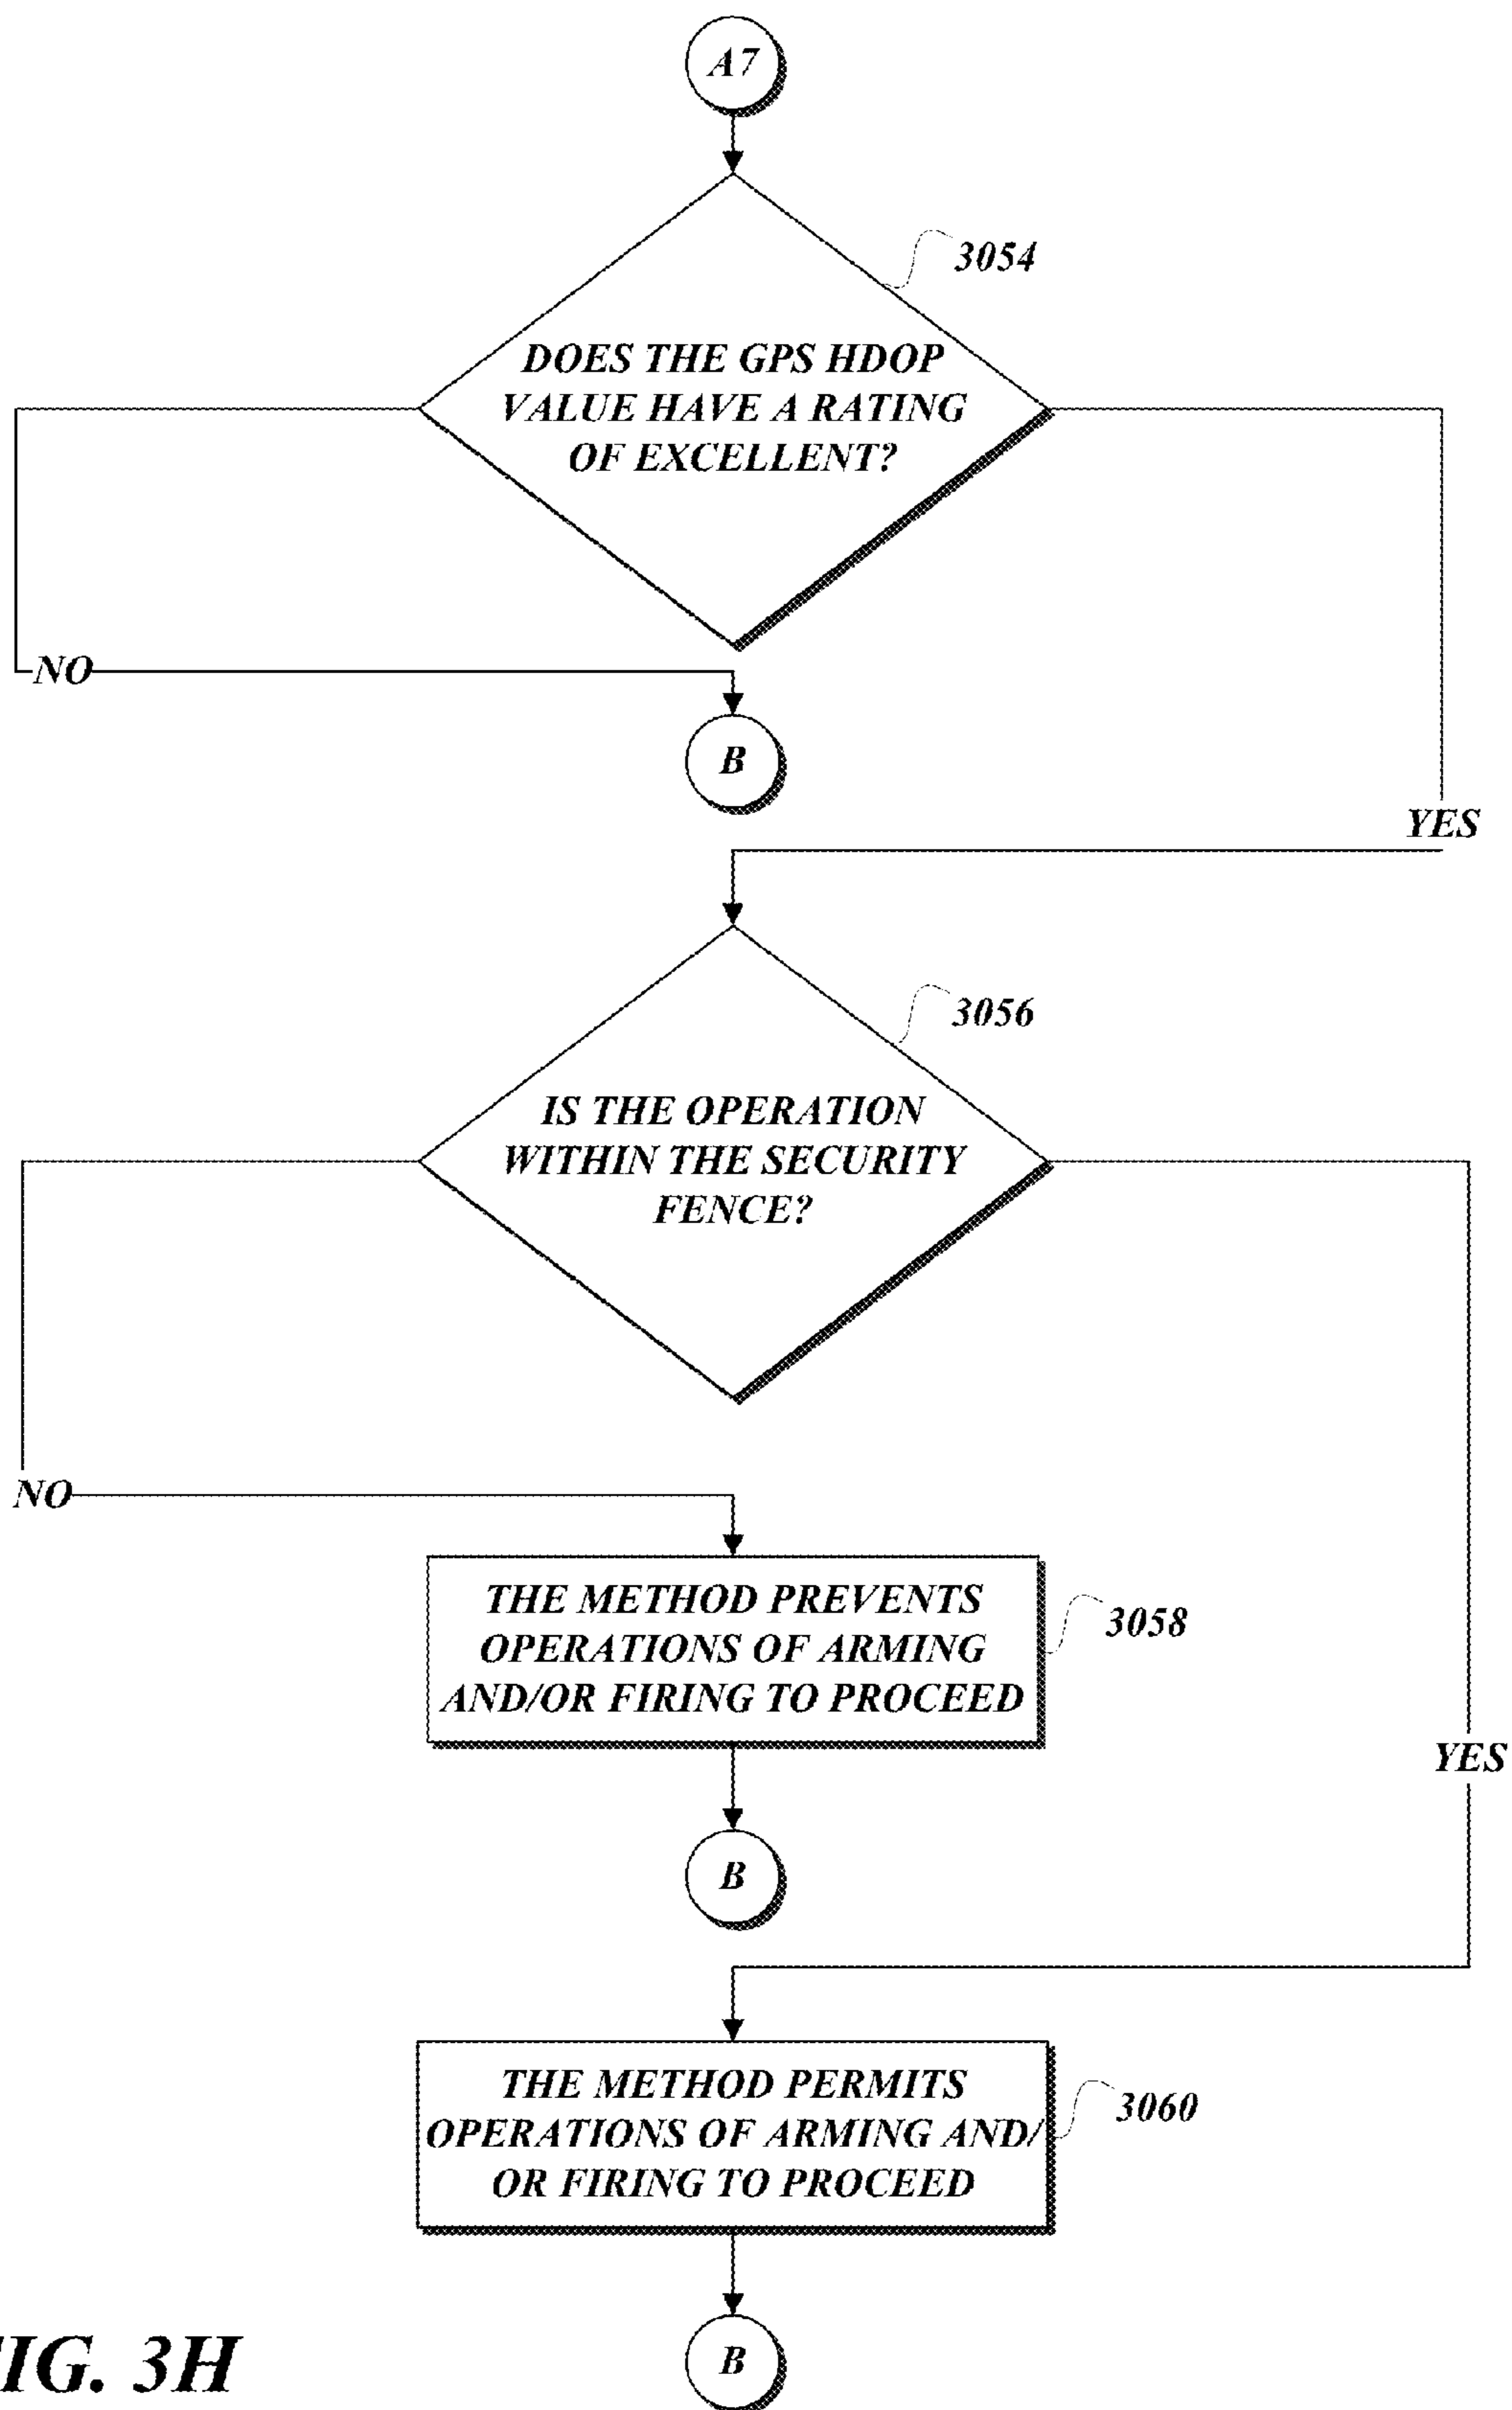 A7
3054
DOES THE GPS HDOP
VALUE HAVE A RATING
OF EXCELLENT?
NO
B
YES
3056
IS THE OPERATION
WITHIN THE SECURITY
FENCE?
NO
THE METHOD PREVENTS
OPERATIONS OF ARMING
AND/OR FIRING TO PROCEED
3058
YES
B
THE METHOD PERMITS
OPERATIONS OF ARMING AND/
OR FIRING TO PROCEED
3060
B
IG. 3H